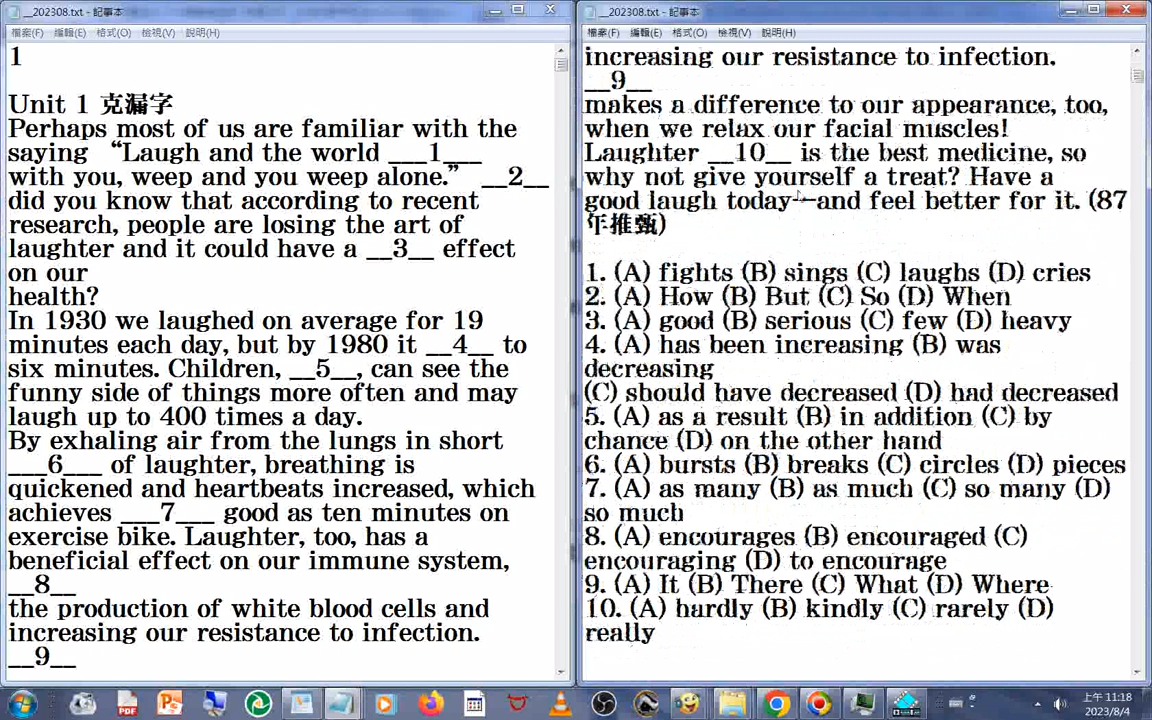 __202308.txt - 記事本
檔案(F) 編輯(E) 格式(O) 檢視(V) 說明(H)
1
Unit 1 克漏字
Perhaps most of us are familiar with the
saying “Laugh and the world ___1___
with you, weep and you weep alone.” __2__
did you know that according to recent
research, people are losing the art of
laughter and it could have a __3__ effect
on our
health?
In 1930 we laughed on average for 19
minutes each day, but by 1980 it __4__ to
six minutes. Children, __5__, can see the
funny side of things more often and may
laugh up to 400 times a day.
By exhaling air from the lungs in short
___6___ of laughter, breathing is
quickened and heartbeats increased, which
achieves ___7___ good as ten minutes on
exercise bike. Laughter, too, has a
beneficial effect on our immune system,
__8__
the production of white blood cells and
increasing our resistance to infection.
__9__
__202308.txt - 記事本
檔案(F) 編輯(E) 格式(O) 檢視(V) 說明(H)
increasing our resistance to infection.
__9__
makes a difference to our appearance, too,
when we relax our facial muscles!
Laughter __10__ is the best medicine, so
why not give yourself a treat? Have a
good laugh today--and feel better for it. (87
年推甄)
1. (A) fights (B) sings (C) laughs (D) cries
2. (A) How (B) But (C) So (D) When
3. (A) good (B) serious (C) few (D) heavy
4. (A) has been increasing (B) was
decreasing
(C) should have decreased (D) had decreased
5. (A) as a result (B) in addition (C) by
chance (D) on the other hand
6. (A) bursts (B) breaks (C) circles (D) pieces
7. (A) as many (B) as much (C) so many (D)
so much
8. (A) encourages (B) encouraged (C)
encouraging (D) to encourage
9. (A) It (B) There (C) What (D) Where
10. (A) hardly (B) kindly (C) rarely (D)
really
上午 11:18
2023/8/4